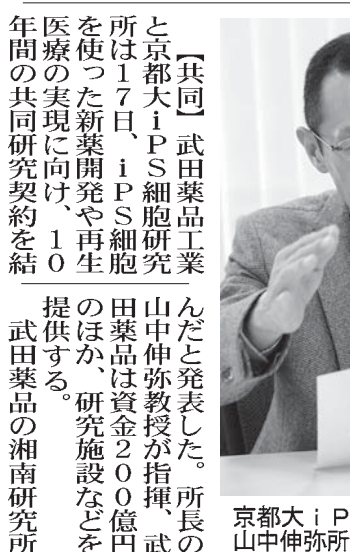 【共同】武田薬品工業
と京都大ｉＰＳ細胞研究
所は１７日、ｉＰＳ細胞
を使った新薬開発や再生
医療の実現に向け、１０
年間の共同研究契約を結
んだと発表した。所長の
山中伸弥教授が指揮、武
田薬品は資金２００億円
のほか、研究施設などを
提供する。
武田薬品の湘南研究所
京都大ｉＰ
山中伸弥所